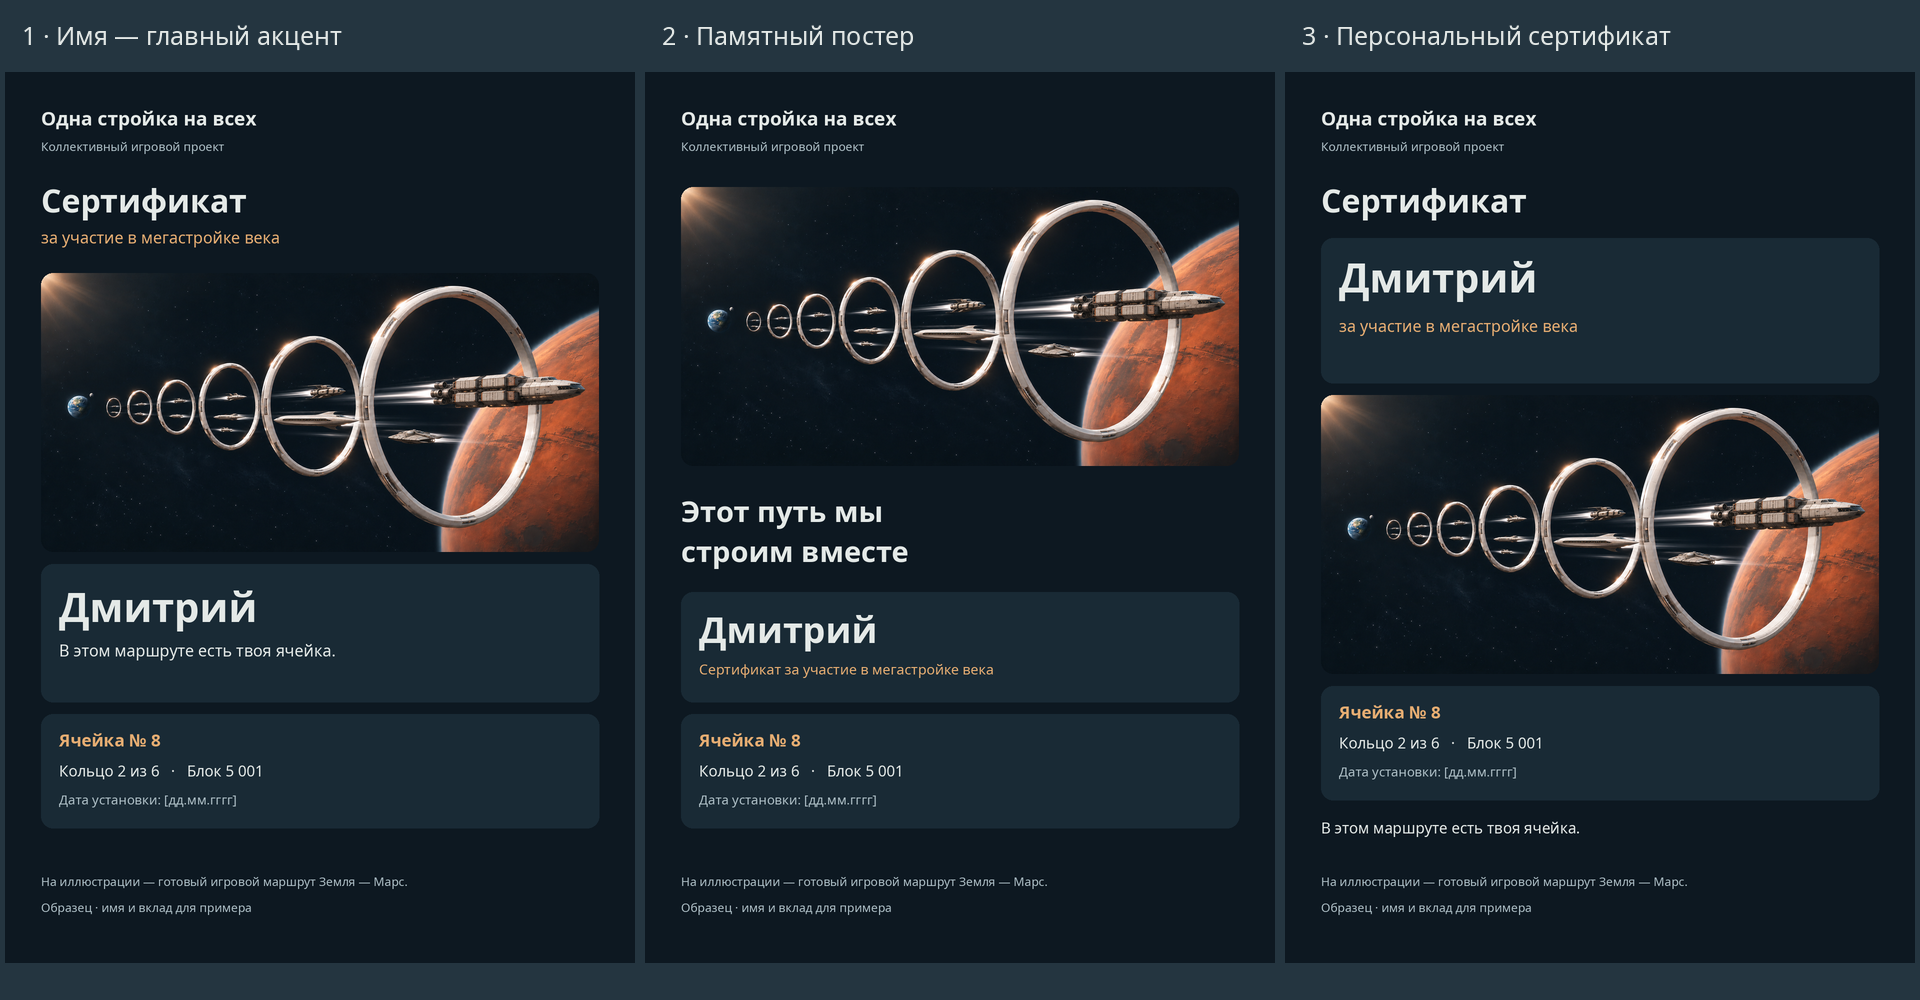 1 · Имя — главный акцент
Одна стройка на всех
Коллективный игровой проект
Сертификат
за участие в мегастройке века
Дмитрий
В этом маршруте есть твоя ячейка.
Ячейка № 8
Кольцо 2 из 6 · Блок 5 001
Дата установки: [дд.мм.гггг]
На иллюстрации — готовый игровой маршрут Земля — Марс.
Образец · имя и вклад для примера
2 · Памятный постер
Одна стройка на всех
Коллективный игровой проект
Этот путь мы
строим вместе
Дмитрий
Сертификат за участие в мегастройке века
Ячейка № 8
Кольцо 2 из 6 · Блок 5 001
Дата установки: [дд.мм.гггг]
На иллюстрации — готовый игровой маршрут Земля — Марс.
Образец · имя и вклад для примера
3 · Персональный сертификат
Одна стройка на всех
Коллективный игровой проект
Сертификат
Дмитрий
за участие в мегастройке века
Ячейка № 8
Кольцо 2 из 6 · Блок 5 001
Дата установки: [дд.мм.гггг]
В этом маршруте есть твоя ячейка.
На иллюстрации — готовый игровой маршрут Земля — Марс.
Образец · имя и вклад для примера